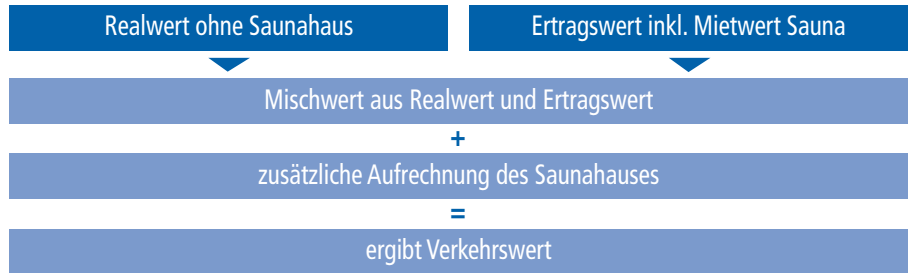 Realwert ohne Saunahaus
Ertragswert inkl. Mietwert Sauna
Mischwert aus Realwert und Ertragswert
+
zusätzliche Aufrechnung des Saunahauses
=
ergibt Verkehrswert